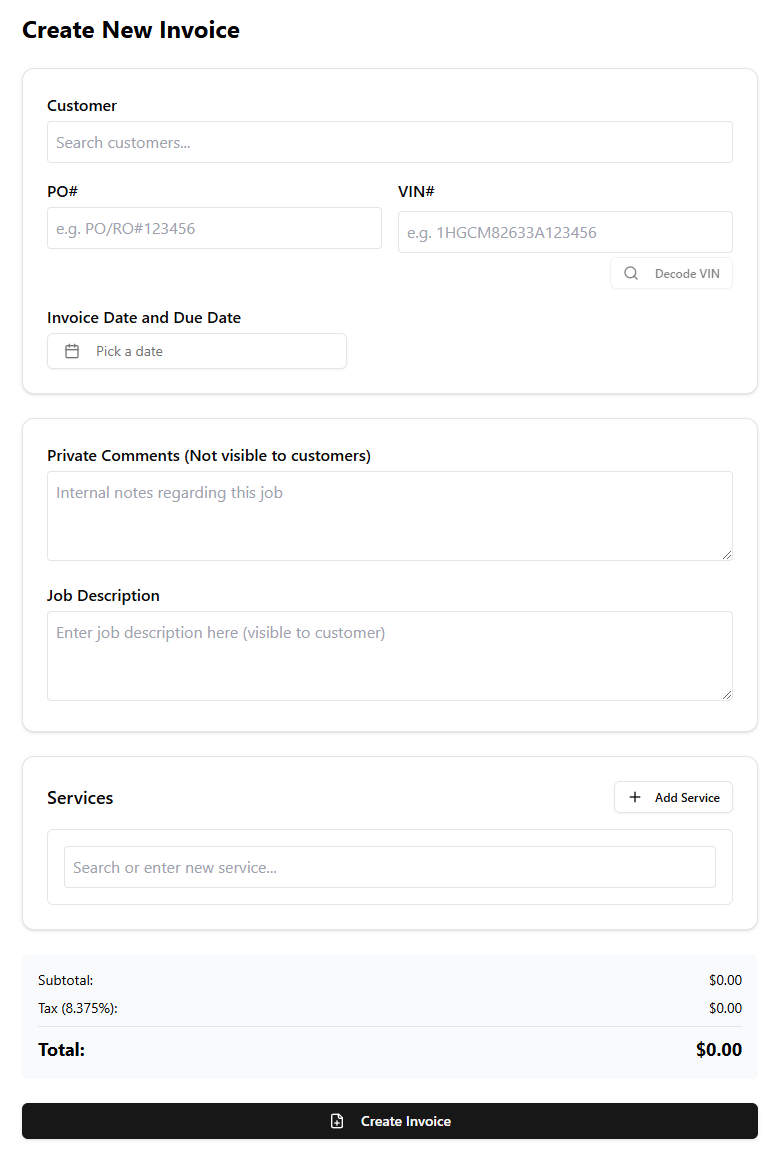 Create New Invoice
Customer
Search customers...
PO#
VIN#
e.g. PO/RO#123456
e.g. 1HGCM82633A123456
Decode VIN
Invoice Date and Due Date
Pick a date
Private Comments (Not visible to customers)
Internal notes regarding this job
Job Description
Enter job description here (visible to customer)
Services
Add Service
Search or enter new service...
Subtotal: $0.00
Tax (8.375%): $0.00
Total: $0.00
Create Invoice